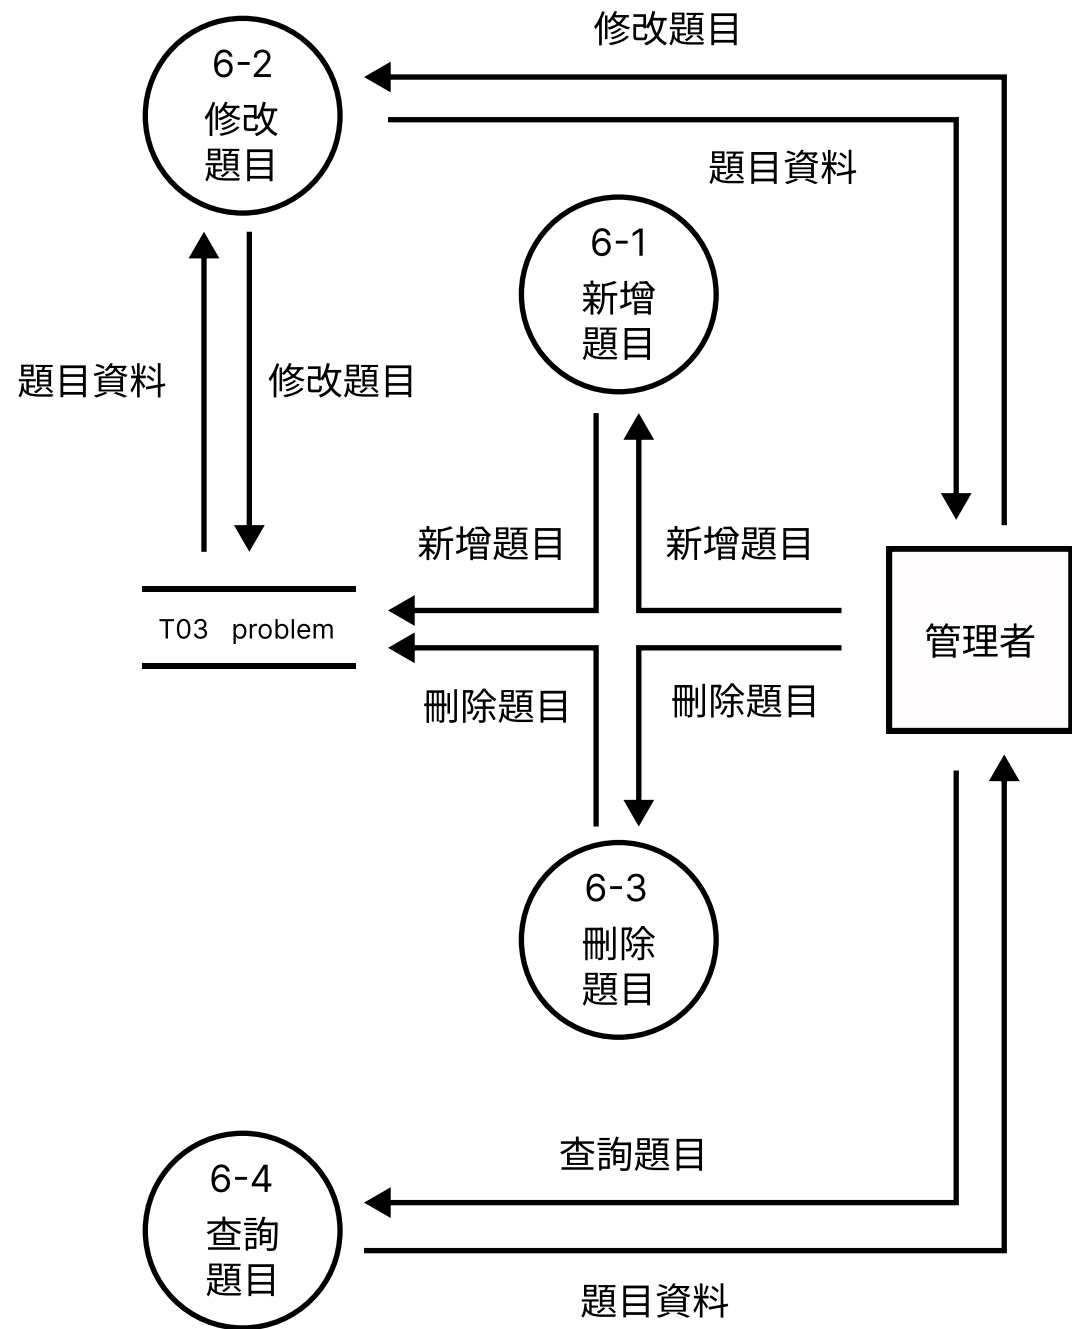 修改題目
6-2
修改
題目
題目資料
6-1
新增
題目
題目資料
修改題目
新增題目
新增題目
T03 problem
管理者
刪除題目
刪除題目
6-3
刪除
題目
查詢題目
6-4
查詢
題目
題目資料